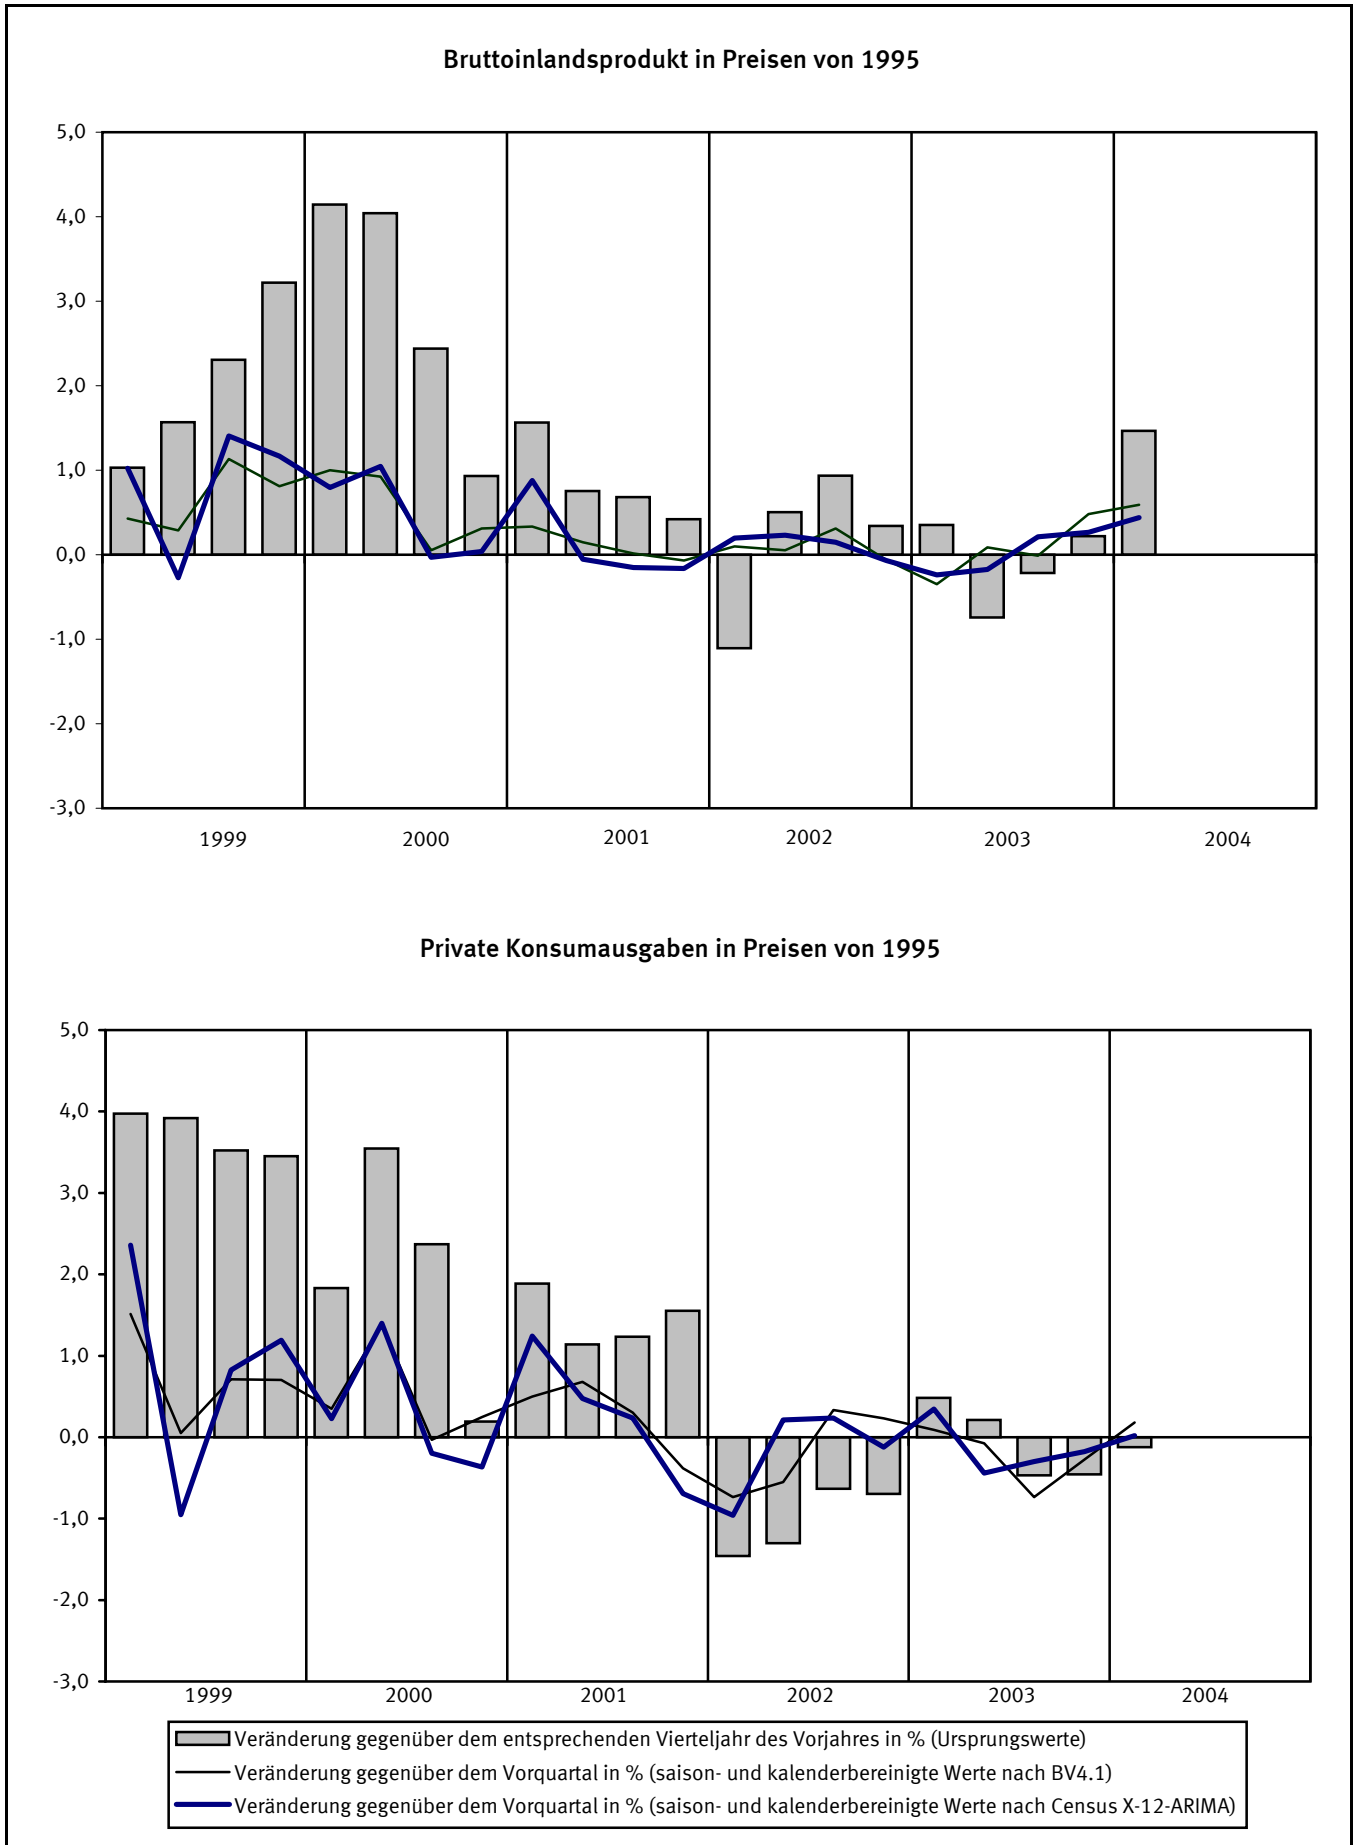 Bruttoinlandsprodukt in Preisen von 1995
5,0
4,0
3,0
2,0
1,0
0,0
-1,0
-2,0
-3,0
1999 2000 2001 2002 2003 2004
Private Konsumausgaben in Preisen von 1995
5,0
4,0
3,0
2,0
1,0
0,0
-1,0
-2,0
-3,0
1999 2000 2001 2002 2003 2004
Veränderung gegenüber dem entsprechenden Vierteljahr des Vorjahres in % (Ursprungswerte)
Veränderung gegenüber dem Vorquartal in % (saison- und kalenderbereinigte Werte nach BV4.1)
Veränderung gegenüber dem Vorquartal in % (saison- und kalenderbereinigte Werte nach Census X-12-ARIMA)